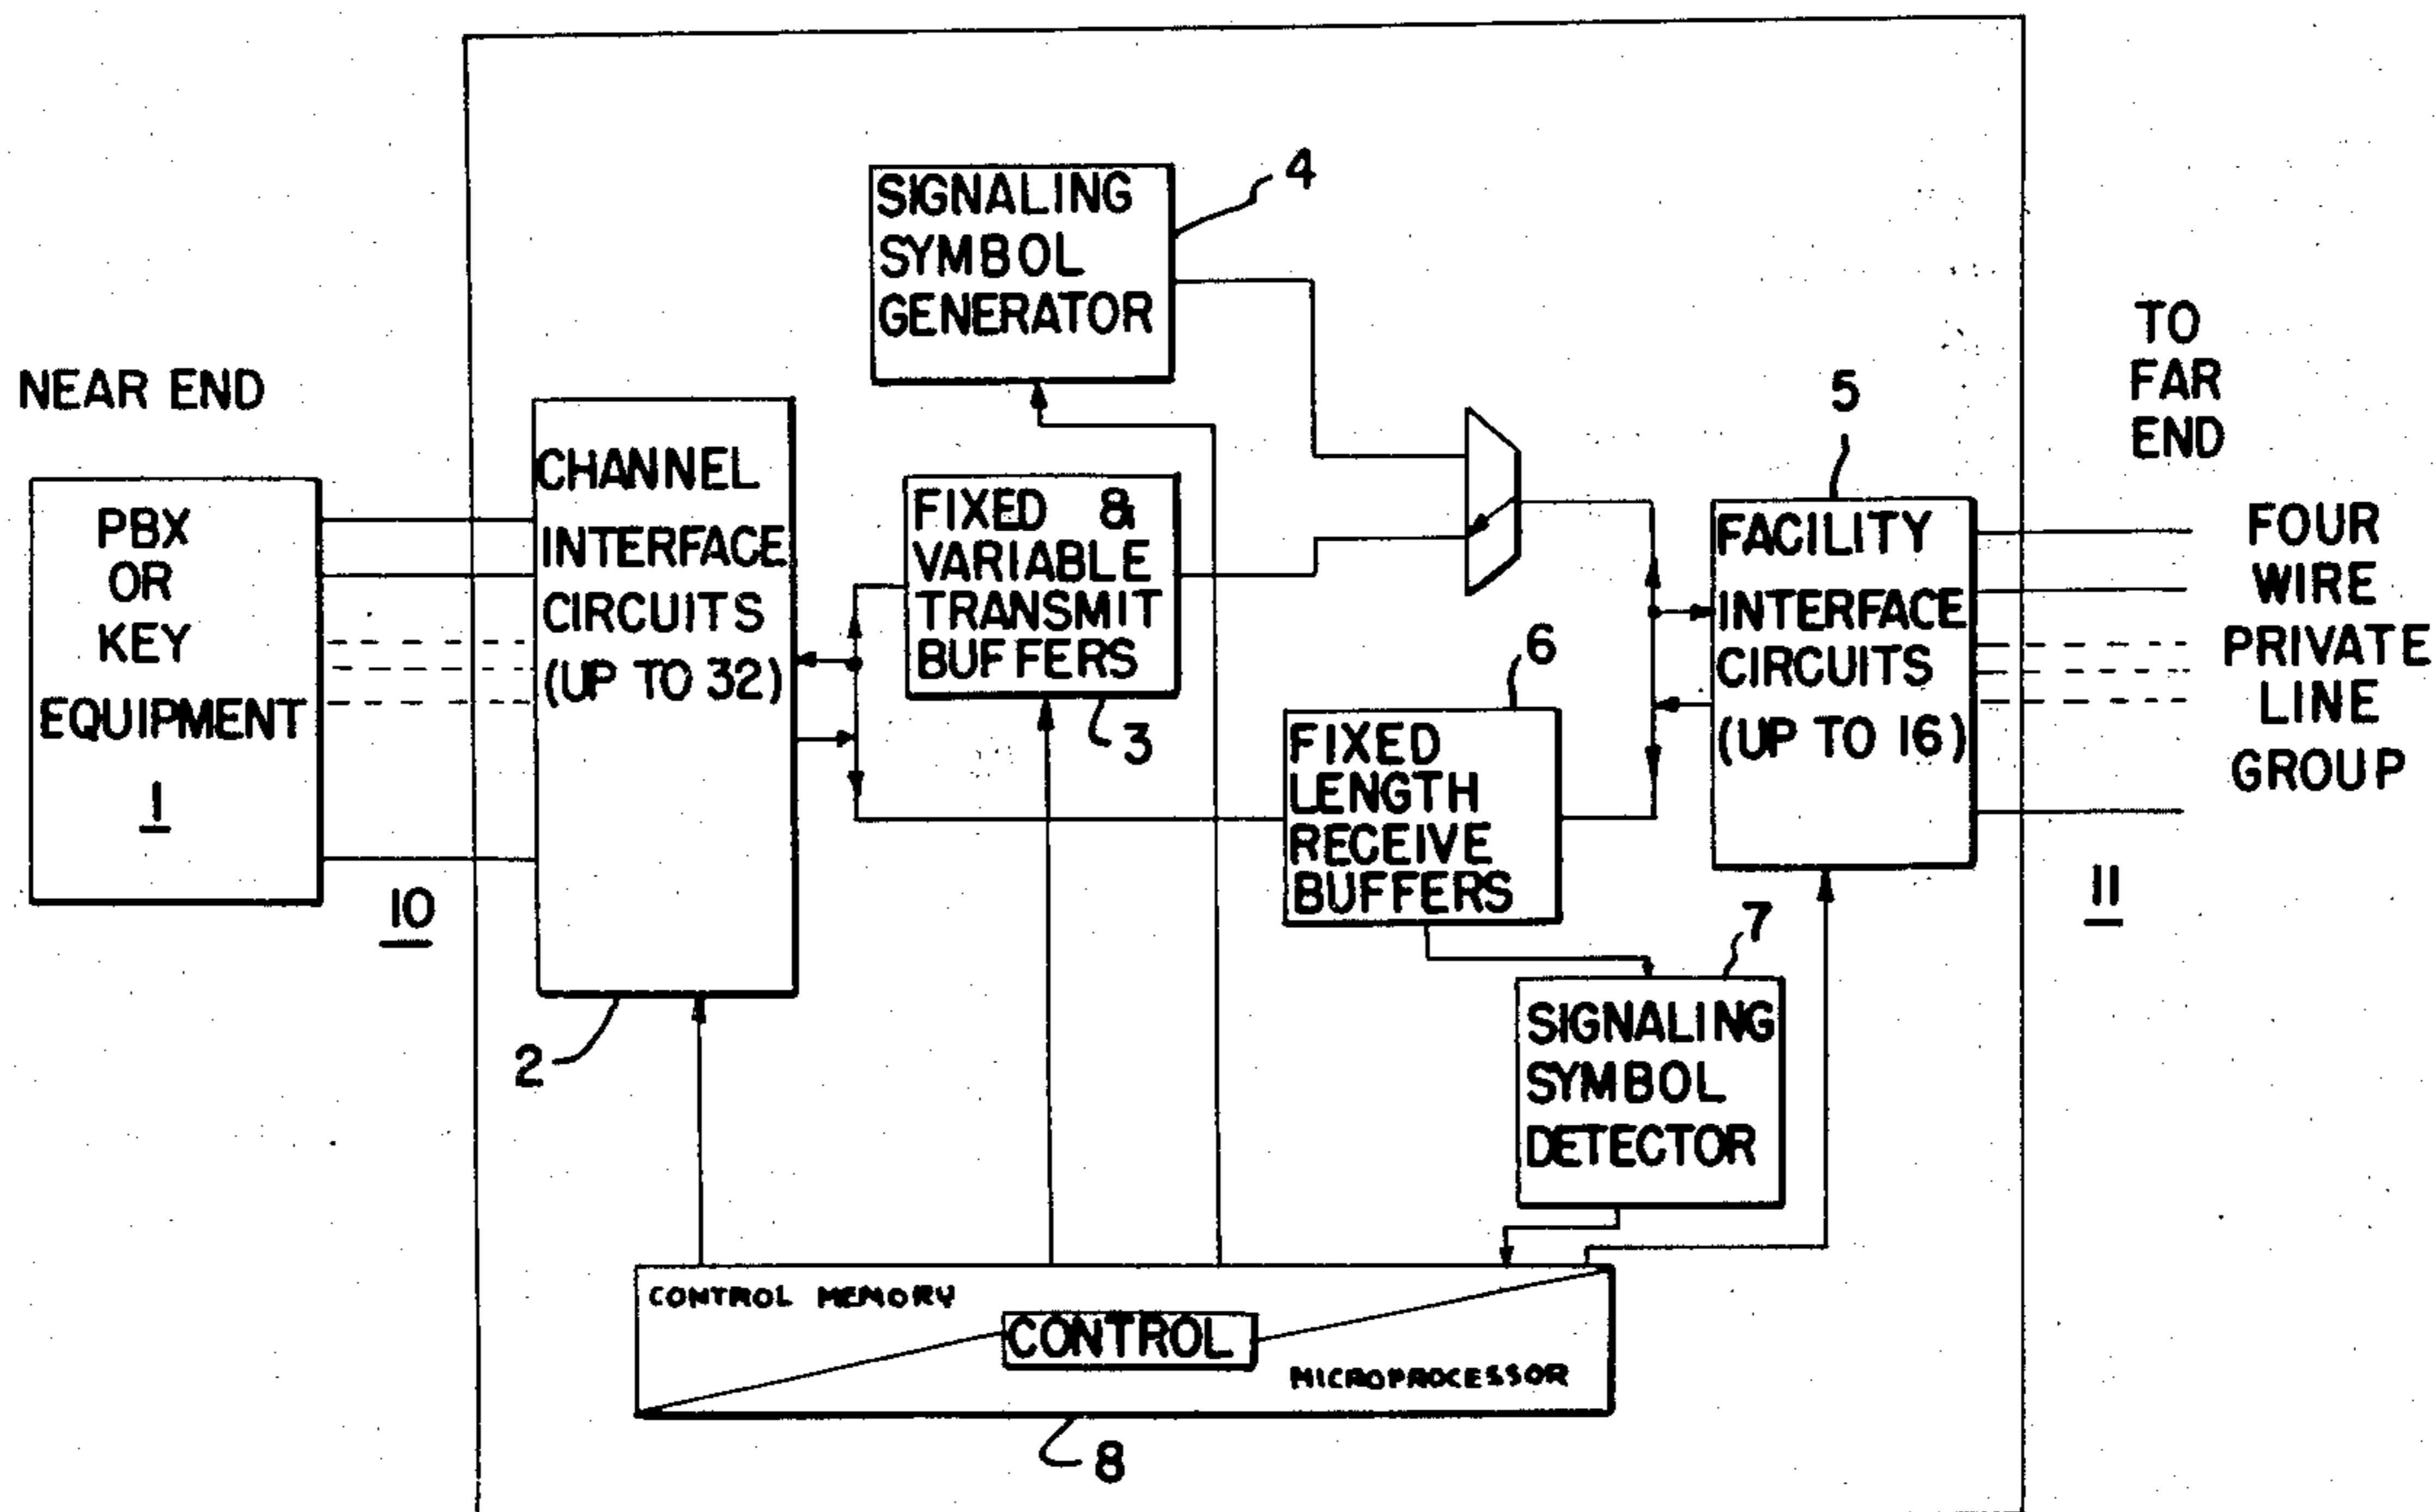 SIGNALING
SYMBOL
GENERATOR
4
NEAR END
TO
FAR
END
5
PBX
OR
KEY
EQUIPMENT
1
10
CHANNEL
INTERFACE
CIRCUITS
(UP TO 32)
2
FIXED &
VARIABLE
TRANSMIT
BUFFERS
3
FACILITY
INTERFACE
CIRCUITS
(UP TO 16)
FOUR
WIRE
PRIVATE
LINE
GROUP
11
6
FIXED
LENGTH
RECEIVE
BUFFERS
7
SIGNALING
SYMBOL
DETECTOR
CONTROL MEMORY
CONTROL
MICROPROCESSOR
8